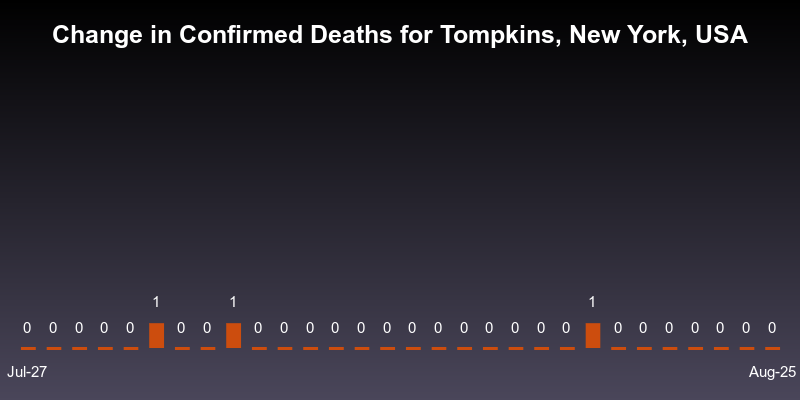 Change in Confirmed Deaths for Tompkins, New York, USA
0 0 0 0 0 1 0 0 1 0 0 0 0 0 0 0 0 0 0 0 0 0 1 0 0 0 0 0 0 0
Jul-27 Aug-25